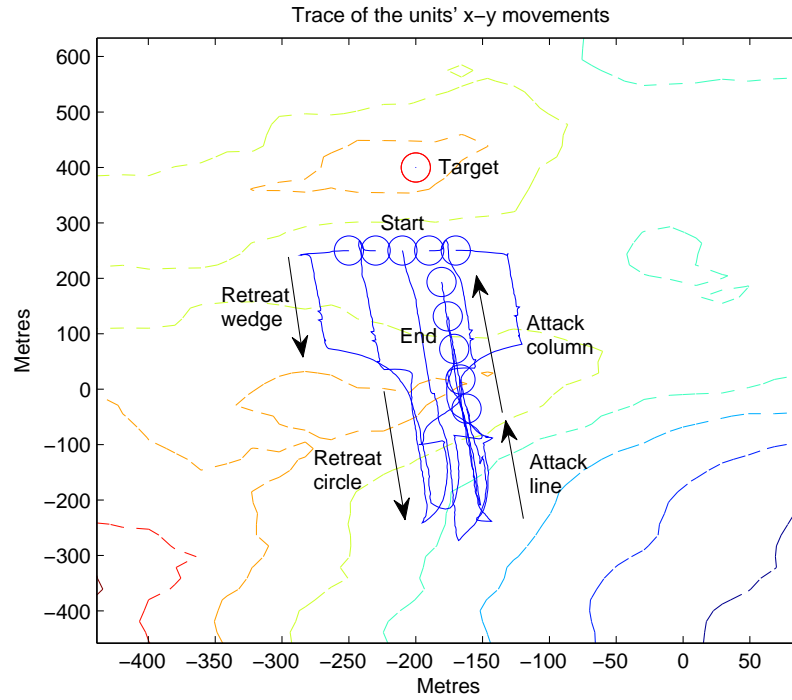 Trace of the units' x−y movements
600
500
400
300
200
100
0
−100
−200
−300
−400
Metres
Target
Start
Retreat
wedge
End
Attack
column
Retreat
circle
Attack
line
−400 −350 −300 −250 −200 −150 −100 −50 0 50
Metres